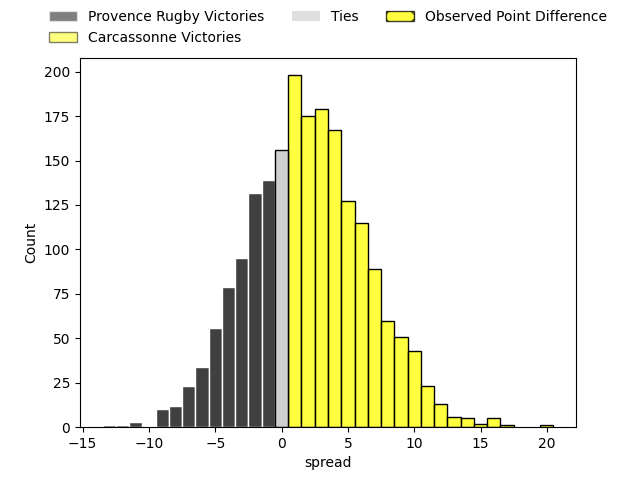 Provence Rugby Victories
Carcassonne Victories
Ties
Observed Point Difference
200
175
150
125
100
75
50
25
0
Count
−15
−10
−5
0
5
10
15
20
spread